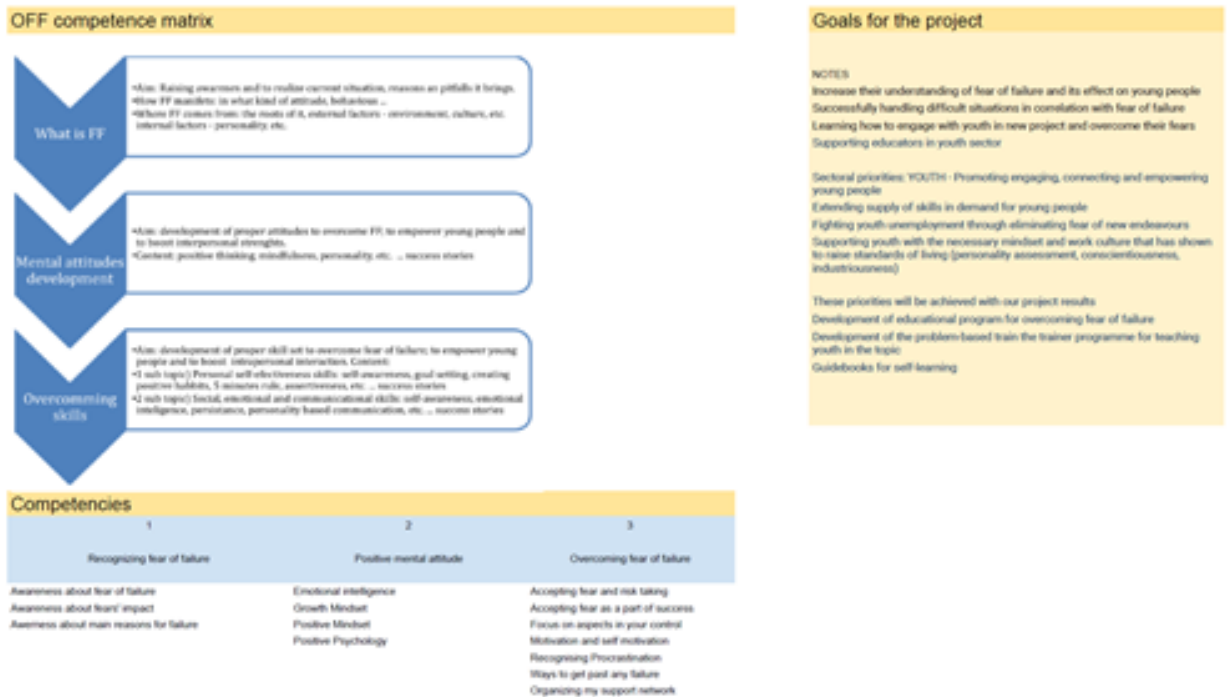 OFF competence matrix
What is FF
•Aim: Raising awarenes and to realize current situation, reasons an pitfalls it brings.
•How FF manifets: in what kind of attitude, behavious ...
•Where FF comes from: the roots of it, external factors - environment, culture, etc.
internal factors - personality, etc.
Mental attitudes
development
•Aim: development of proper attitudes to overcome FF, to empower young people and
to boost interpersonal strenghts.
•Content: positive thinking, mindfulness, personality, etc. ... success stories
Overcomming
skills
•Aim: development of proper skill set to overcome fear of failure; to empower young
people and to boost intrapersonal interaction. Content:
•1 sub topic) Personal self-efectiveness skills: self-awareness, goal setting, creating
positive habbits, 5 minutes rule, assertiveness, etc. ... success stories
•2 sub topic) Social, emotional and communicational skills: self-awareness, emotional
inteligence, persistance, personality based communication, etc. ... success stories
Goals for the project
NOTES
Increase their understanding of fear of failure and its effect on young people
Successfully handling difficult situations in correlation with fear of failure
Learning how to engage with youth in new project and overcome their fears
Supporting educators in youth sector
Sectoral priorities: YOUTH - Promoting engaging, connecting and empowering
young people
Extending supply of skills in demand for young people
Fighting youth unemployment through eliminating fear of new endeavours
Supporting youth with the necessary mindset and work culture that has shown
to raise standards of living (personality assessment, conscientiousness,
industriousness)
These priorities will be achieved with our project results
Development of educational program for overcoming fear of failure
Development of the problem-based train the trainer programme for teaching
youth in the topic
Guidebooks for self-learning
Competencies
1 2 3
Recognizing fear of failure Positive mental attitude Overcoming fear of failure
Awareness about fear of failure Emotional intelligence Accepting fear and risk taking
Awareness about fears' impact Growth Mindset Accepting fear as a part of success
Awerness about main reasons for failure Positive Mindset Focus on aspects in your control
Positive Psychology Motivation and self motivation
Recognising Procrastination
Ways to get past any failure
Organizing my support network